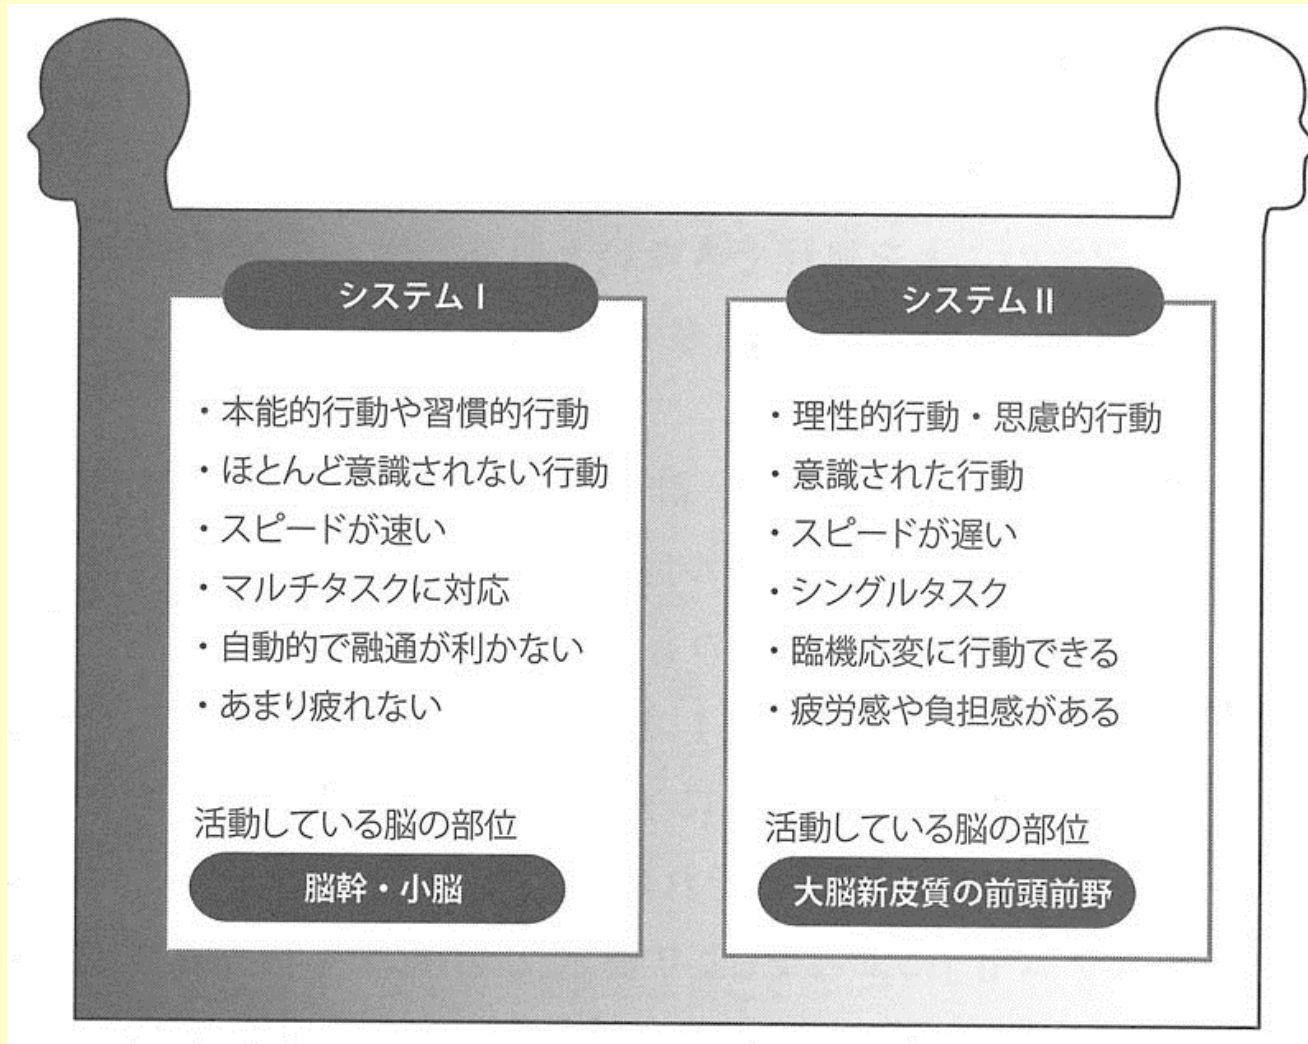 システムⅠ
・本能的行動や習慣的行動
・ほとんど意識されない行動
・スピードが速い
・マルチタスクに対応
・自動的で融通が利かない
・あまり疲れない
活動している脳の部位
脳幹・小脳
システムⅡ
・理性的行動・思慮的行動
・意識された行動
・スピードが遅い
・シングルタスク
・臨機応変に行動できる
・疲労感や負担感がある
活動している脳の部位
大脳新皮質の前頭前野